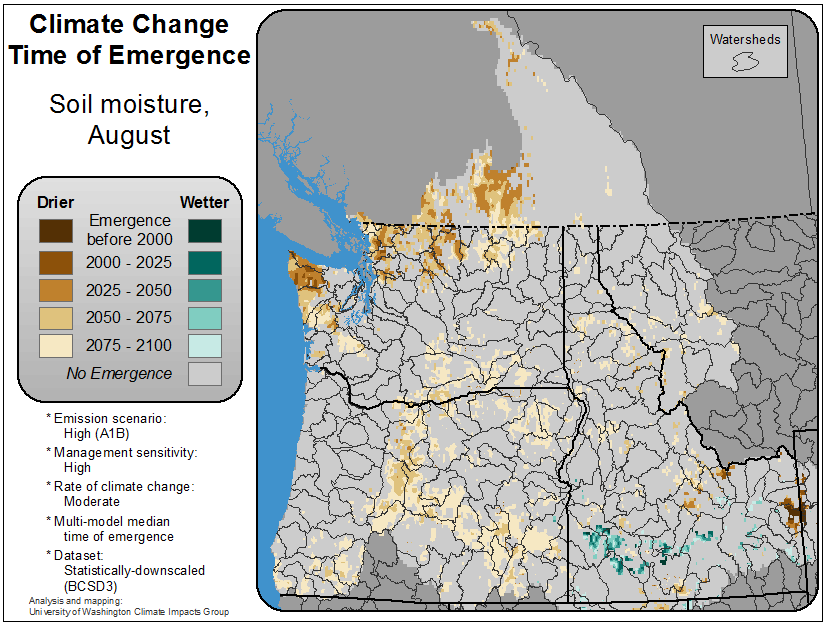 Climate Change
Time of Emergence
Soil moisture,
August
Drier Wetter
Emergence
before 2000
2000 - 2025
2025 - 2050
2050 - 2075
2075 - 2100
No Emergence
* Emission scenario:
High (A1B)
* Management sensitivity:
High
* Rate of climate change:
Moderate
* Multi-model median
time of emergence
* Dataset:
Statistically-downscaled
(BCSD3)
Analysis and mapping:
University of Washington Climate Impacts Group
Watersheds